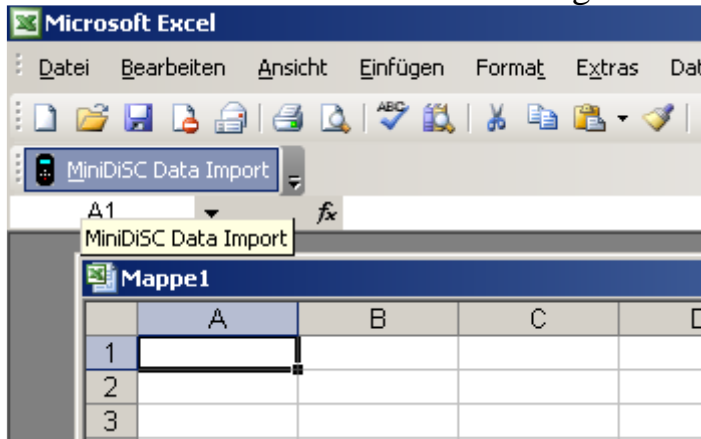 Microsoft Excel
Datei Bearbeiten Ansicht Einfügen Format Extras Dat
ABC
MiniDiSC Data Import
A1 fx
MiniDiSC Data Import
Mappe1
A B C D
1
2
3